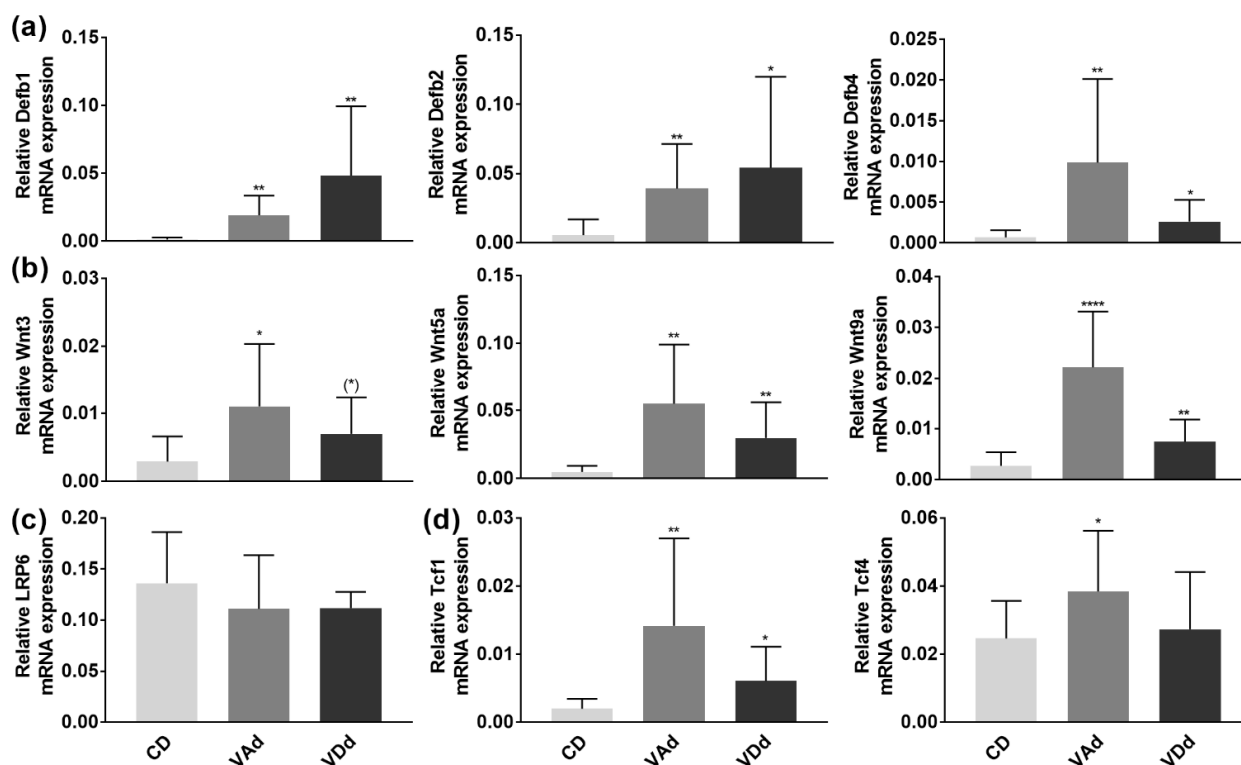 (a)
Relative Defb1
mRNA expression
0.15
0.10
0.05
0.00
**
**
Relative Defb2
mRNA expression
0.15
0.10
0.05
0.00
**
*
Relative Defb4
mRNA expression
0.025
0.020
0.015
0.010
0.005
0.000
**
*
(b)
Relative Wnt3
mRNA expression
0.03
0.02
0.01
0.00
*
(*)
Relative Wnt5a
mRNA expression
0.15
0.10
0.05
0.00
**
**
Relative Wnt9a
mRNA expression
0.04
0.03
0.02
0.01
0.00
****
**
(c)
Relative LRP6
mRNA expression
0.20
0.15
0.10
0.05
0.00
CD
VAd
VDd
(d)
Relative Tcf1
mRNA expression
0.03
0.02
0.01
0.00
**
*
CD
VAd
VDd
Relative Tcf4
mRNA expression
0.06
0.04
0.02
0.00
*
CD
VAd
VDd